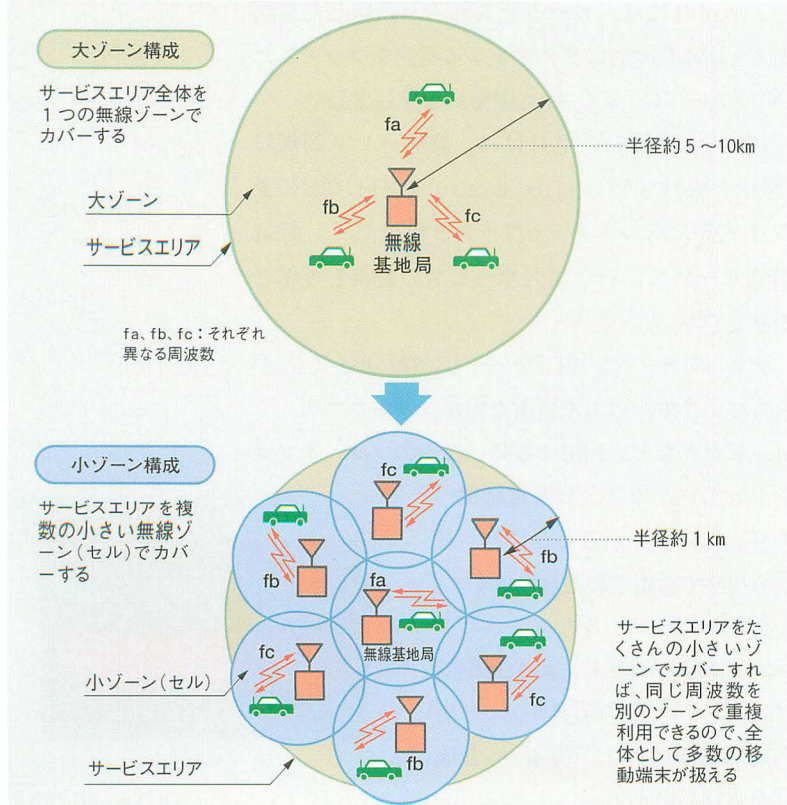 大ゾーン構成
サービスエリア全体を
1つの無線ゾーンで
カバーする
fa
半径約5〜10km
大ゾーン
fb
fc
サービスエリア
無線
基地局
fa、fb、fc：それぞれ
異なる周波数
小ゾーン構成
fc
サービスエリアを複
数の小さい無線ゾ
ーン(セル)でカバ
ーする
半径約1km
fb
fb
fa
無線基地局
サービスエリアをた
くさんの小さいゾ
ーンでカバーすれ
ば、同じ周波数を
別のゾーンで重複
利用できるので、全
体として多数の移
動端末が扱える
fc
小ゾーン(セル)
fc
fb
サービスエリア